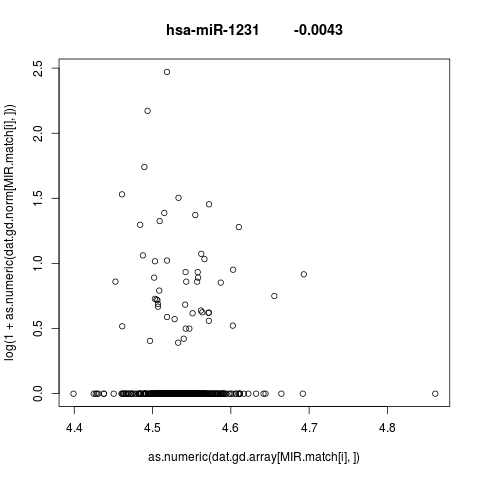 hsa-miR-1231 -0.0043
log(1 + as.numeric(dat.gd.norm[MIR.match[i], ]))
2.5
2.0
1.5
1.0
0.5
0.0
4.4 4.5 4.6 4.7 4.8
as.numeric(dat.gd.array[MIR.match[i], ])